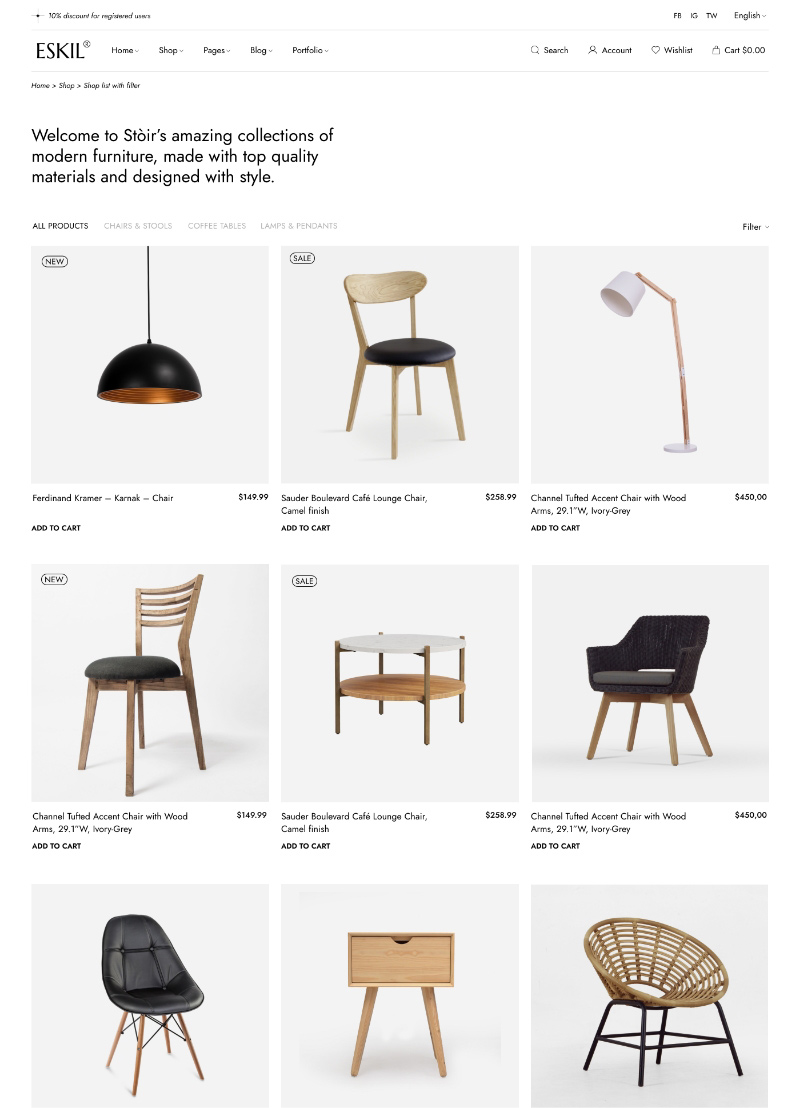 10% discount for registered users
FB IG TW English
ESKIL® Home Shop Pages Blog Portfolio Search Account Wishlist Cart $0.00
Home > Shop > Shop list with filter
Welcome to Stòir’s amazing collections of
modern furniture, made with top quality
materials and designed with style.
ALL PRODUCTS CHAIRS & STOOLS COFFEE TABLES LAMPS & PENDANTS Filter
NEW
SALE
Ferdinand Kramer – Karnak – Chair $149.99
ADD TO CART
Sauder Boulevard Café Lounge Chair, $258.99
Camel finish
ADD TO CART
Channel Tufted Accent Chair with Wood $450,00
Arms, 29.1”W, Ivory-Grey
ADD TO CART
NEW
SALE
Channel Tufted Accent Chair with Wood $149.99
Arms, 29.1”W, Ivory-Grey
ADD TO CART
Sauder Boulevard Café Lounge Chair, $258.99
Camel finish
ADD TO CART
Channel Tufted Accent Chair with Wood $450,00
Arms, 29.1”W, Ivory-Grey
ADD TO CART